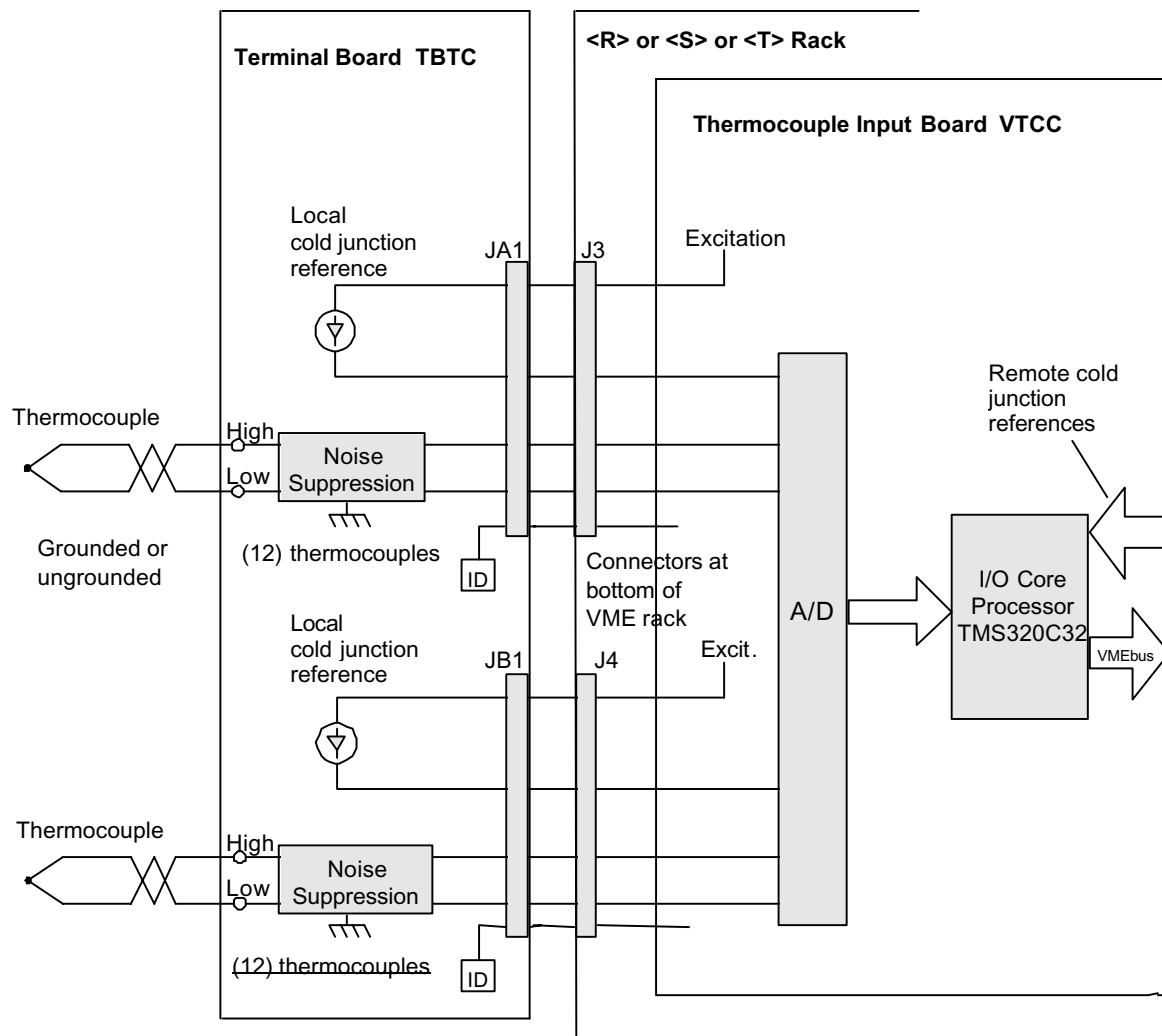 <R> or <S> or <T> Rack
Terminal Board TBTC
Thermocouple Input Board VTCC
Local
cold junction
reference
JA1
J3
Excitation
Thermocouple
High
Low
Noise
Suppression
Grounded or
ungrounded
(12) thermocouples
ID
Connectors at
bottom of
VME rack
A/D
Remote cold
junction
references
I/O Core
Processor
TMS320C32
VMEbus
Local
cold junction
reference
JB1
J4
Excit.
Thermocouple
High
Low
Noise
Suppression
(12) thermocouples
ID